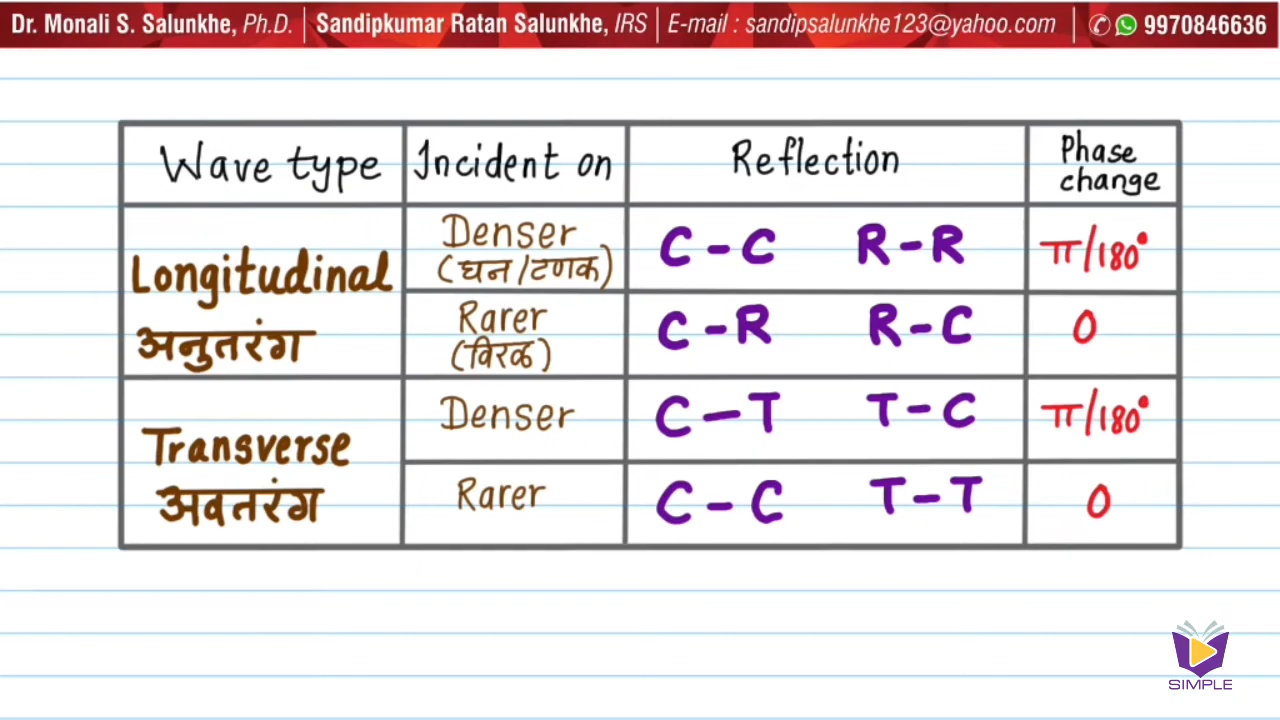 Dr. Monali S. Salunkhe, Ph.D. | Sandipkumar Ratan Salunkhe, IRS | E-mail : sandipsalunkhe123@yahoo.com | 9970846636
Wave type Incident on Reflection Phase change
Longitudinal
अनुतरंग
Denser
(घन/टणक)
C-C R-R π/180°
Rarer
(विरळ)
C-R R-C 0
Transverse
अवतरंग
Denser C-T T-C π/180°
Rarer C-C T-T 0
SIMPLE